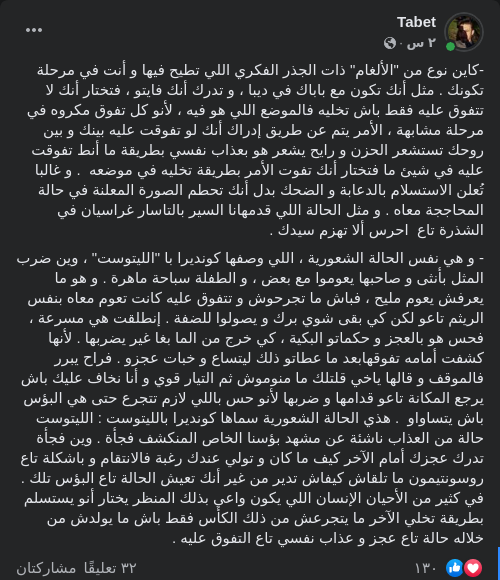 Tabet
٢ س ·
-كاين نوع من "الألغام" ذات الجذر الفكري اللي تطيح فيها و أنت في مرحلة
تكونك . مثل أنك تكون مع باباك في ديبا ، و تدرك أنك فايتو ، فتختار أنك لا
تتفوق عليه فقط باش تخليه فالموضع اللي هو فيه ، لأنو كل تفوق مكروه في
مرحلة مشابهة ، الأمر يتم عن طريق إدراك أنك لو تفوقت عليه بينك و بين
روحك تستشعر الحزن و رايح يشعر هو بعذاب نفسي بطريقة ما أنط تفوقت
عليه في شيئ ما فتختار أنك تفوت الأمر بطريقة تخليه في موضعه . و غالبا
تُعلن الاستسلام بالدعابة و الضحك بدل أنك تحطم الصورة المعلنة في حالة
المحاججة معاه . و مثل الحالة اللي قدمهانا السير بالتاسار غراسيان في
الشذرة تاع احرس ألا تهزم سيدك .
- و هي نفس الحالة الشعورية ، اللي وصفها كونديرا با "الليتوست" ، وين ضرب
المثل بأنثى و صاحبها يعوموا مع بعض ، و الطفلة سباحة ماهرة . و هو ما
يعرفش يعوم مليح ، فباش ما تجرحوش و تتفوق عليه كانت تعوم معاه بنفس
الريثم تاعو لكن كي بقى شوي برك و يصولوا للضفة . إنطلقت هي مسرعة ،
فحس هو بالعجز و حكماتو البكية ، كي خرج من الما بغا غير يضربها . لأنها
كشفت أمامه تفوقهابعد ما عطاتو ذلك ليتساع و خبات عجزو . فراح يبرر
فالموقف و قالها ياخي قلتلك ما منوموش ثم التيار قوي و أنا نخاف عليك باش
يرجع المكانة تاعو قدامها و ضربها لأنو حس باللي لازم تتجرع حتى هي البؤس
باش يتساواو . هذي الحالة الشعورية سماها كونديرا بالليتوست : الليتوست
حالة من العذاب ناشئة عن مشهد بؤسنا الخاص المنكشف فجأة . وين فجأة
تدرك عجزك أمام الآخر كيف ما كان و تولي عندك رغبة فالانتقام و باشكلة تاع
روسونتيمون ما تلقاش كيفاش تدير من غير أنك تعيش الحالة تاع البؤس تلك .
في كثير من الأحيان الإنسان اللي يكون واعي بذلك المنظر يختار أنو يستسلم
بطريقة تخلي الآخر ما يتجرعش من ذلك الكأس فقط باش ما يولدش من
خلاله حالة تاع عجز و عذاب نفسي تاع التفوق عليه .
١٣٠
٣٢ تعليقًا مشاركتان